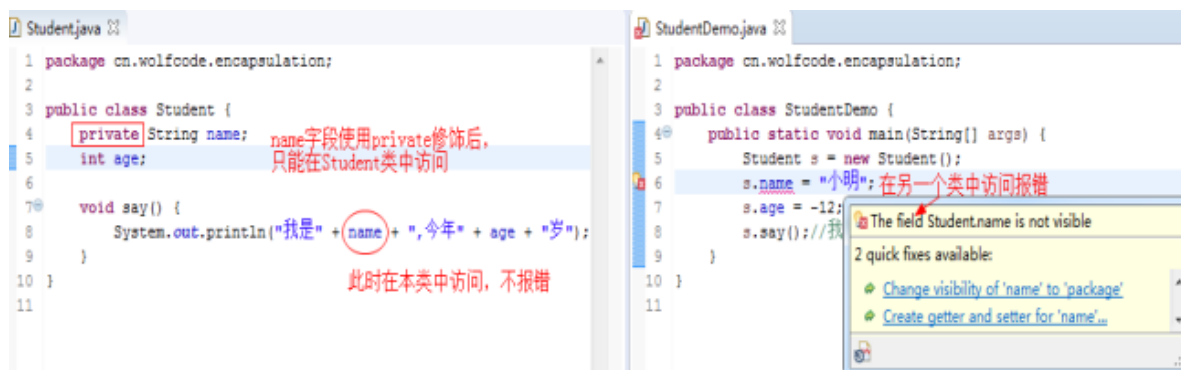 Student.java
1 package cn.wolfcode.encapsulation;
2
3 public class Student {
4 private String name;
name字段使用private修饰后，
只能在Student类中访问
5 int age;
6
7 void say() {
8 System.out.println("我是" + name + ",今年" + age + "岁");
9 }
此时在本类中访问，不报错
10 }
11
StudentDemo.java
1 package cn.wolfcode.encapsulation;
2
3 public class StudentDemo {
4 public static void main(String[] args) {
5 Student s = new Student();
6 s.name = "小明"; 在另一个类中访问报错
7 s.age = -12;
8 s.say();//我
9 }
10 }
11
The field Student.name is not visible
2 quick fixes available:
Change visibility of 'name' to 'package'
Create getter and setter for 'name'...